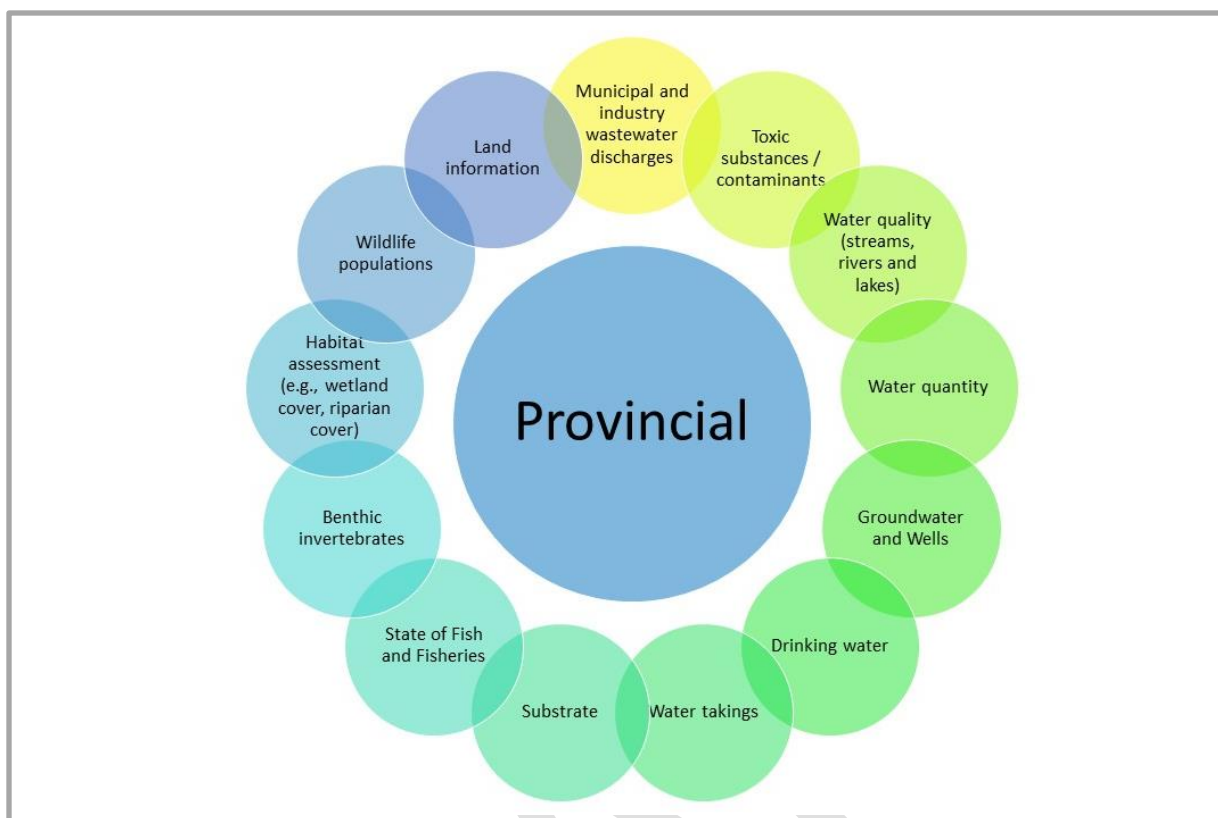 Municipal and
industry
wastewater
discharges
Toxic
substances /
contaminants
Water quality
(streams,
rivers and
lakes)
Water quantity
Groundwater
and Wells
Drinking water
Water takings
Substrate
State of Fish
and Fisheries
Benthic
invertebrates
Habitat
assessment
(e.g., wetland
cover, riparian
cover)
Wildlife
populations
Land
information
Provincial